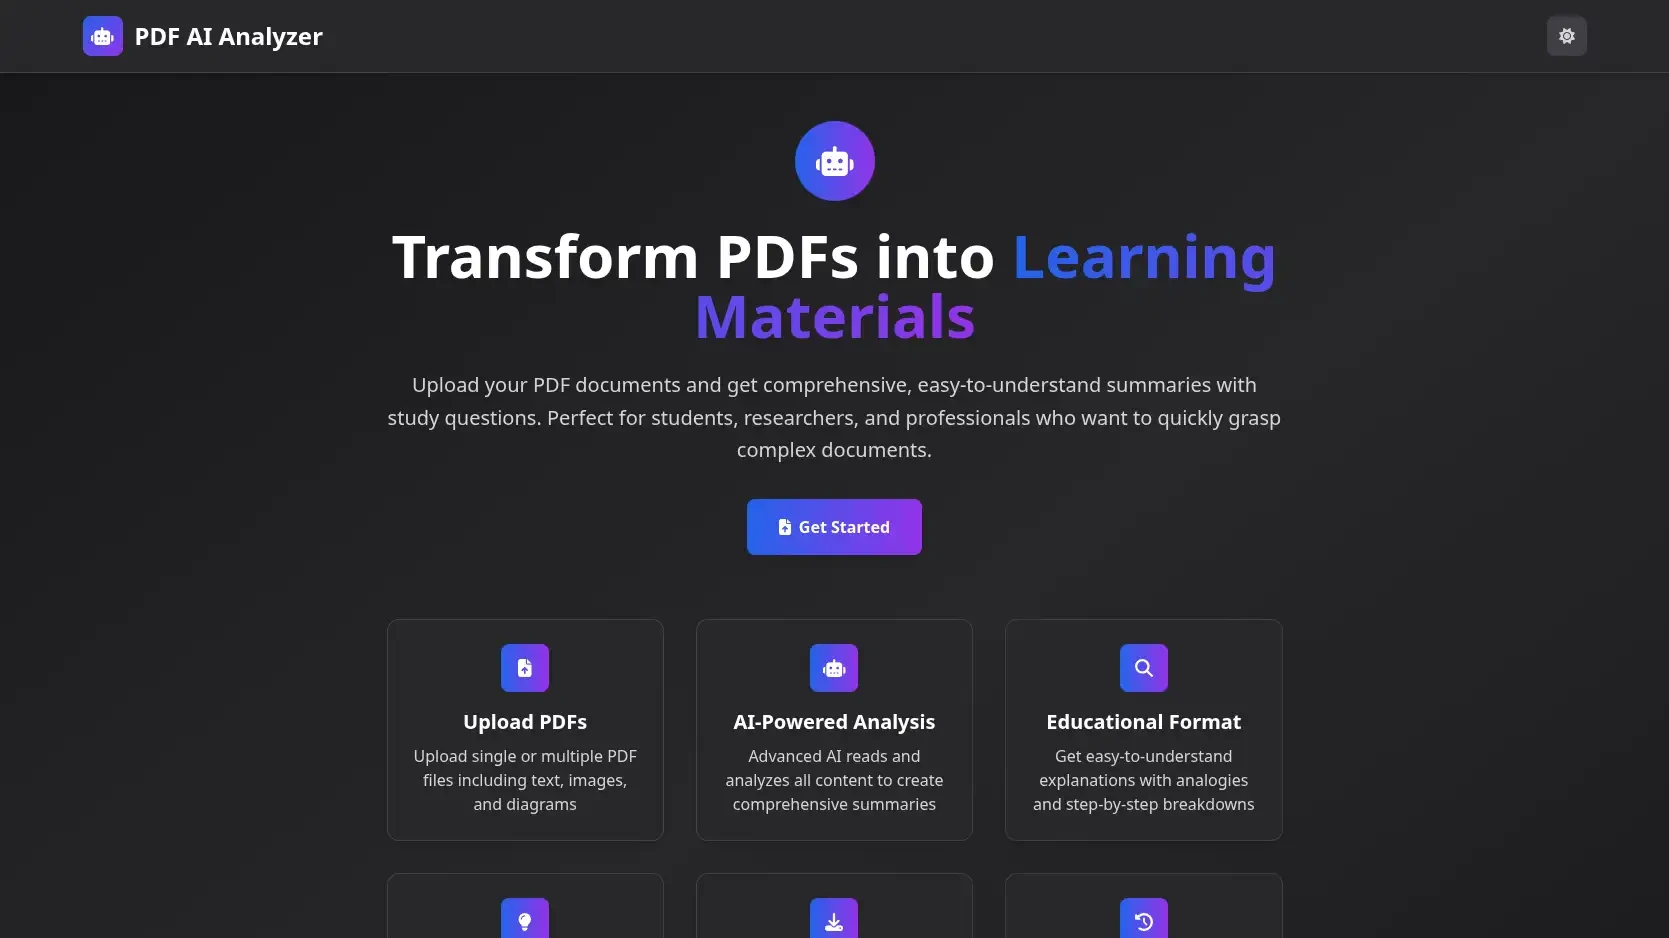 PDF AI Analyzer
Transform PDFs into Learning
Materials
Upload your PDF documents and get comprehensive, easy-to-understand summaries with
study questions. Perfect for students, researchers, and professionals who want to quickly grasp
complex documents.
Get Started
Upload PDFs
Upload single or multiple PDF
files including text, images,
and diagrams
AI-Powered Analysis
Advanced AI reads and
analyzes all content to create
comprehensive summaries
Educational Format
Get easy-to-understand
explanations with analogies
and step-by-step breakdowns